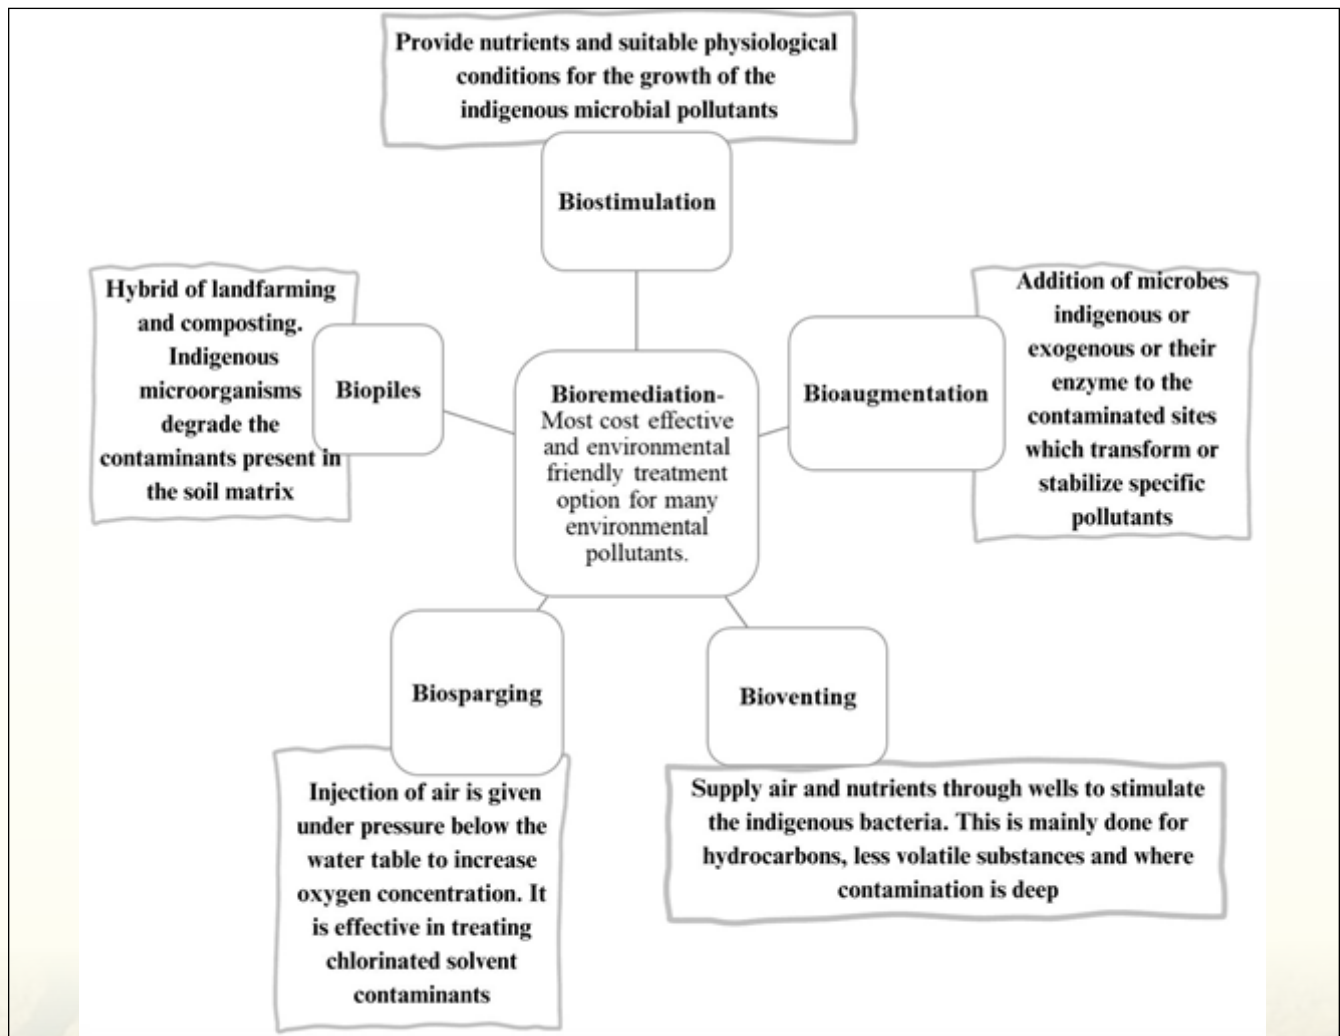 Provide nutrients and suitable physiological
conditions for the growth of the
indigenous microbial pollutants
Biostimulation
Hybrid of landfarming
and composting.
Indigenous
microorganisms
degrade the
contaminants present in
the soil matrix
Biopiles
Bioremediation-
Most cost effective
and environmental
friendly treatment
option for many
environmental
pollutants.
Bioaugmentation
Addition of microbes
indigenous or
exogenous or their
enzyme to the
contaminated sites
which transform or
stabilize specific
pollutants
Biosparging
Injection of air is given
under pressure below the
water table to increase
oxygen concentration. It
is effective in treating
chlorinated solvent
contaminants
Bioventing
Supply air and nutrients through wells to stimulate
the indigenous bacteria. This is mainly done for
hydrocarbons, less volatile substances and where
contamination is deep